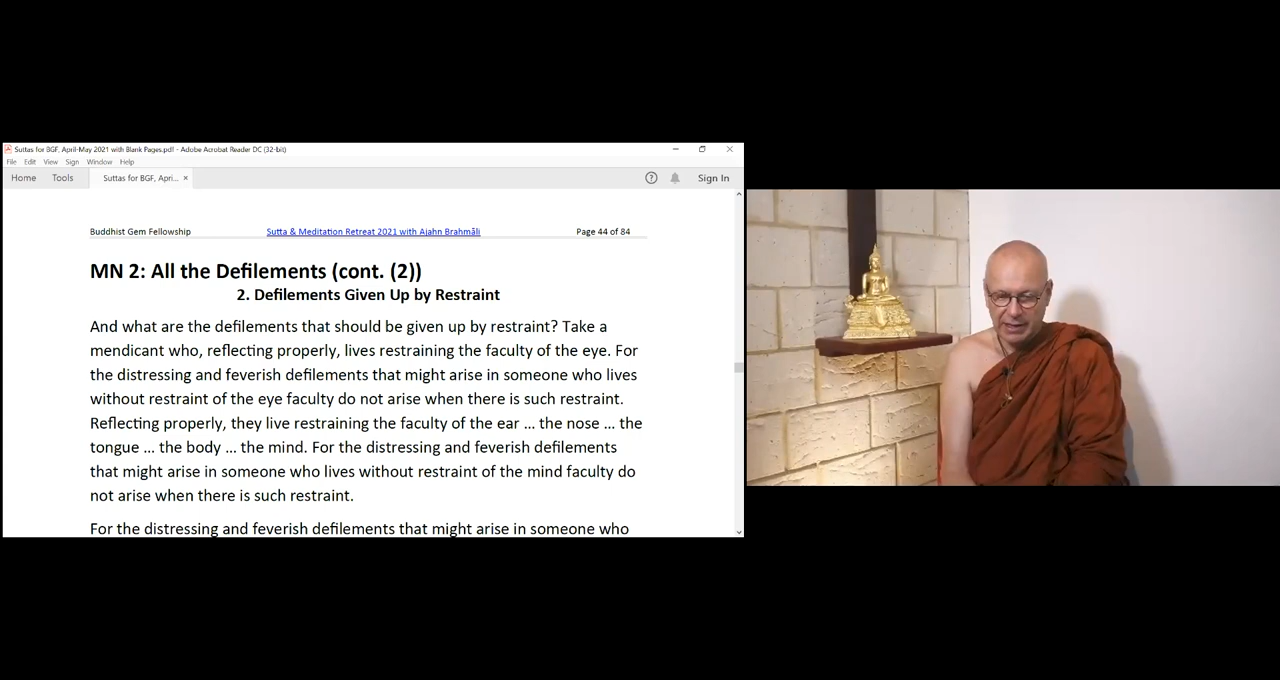 Suttas for BGF, April-May 2021 with Blank Pages.pdf - Adobe Acrobat Reader DC (32-bit)
File Edit View Sign Window Help
Home Tools Suttas for BGF, Apri... × Sign In
Buddhist Gem Fellowship Sutta & Meditation Retreat 2021 with Ajahn Brahmāli Page 44 of 84
MN 2: All the Defilements (cont. (2))
2. Defilements Given Up by Restraint
And what are the defilements that should be given up by restraint? Take a
mendicant who, reflecting properly, lives restraining the faculty of the eye. For
the distressing and feverish defilements that might arise in someone who lives
without restraint of the eye faculty do not arise when there is such restraint.
Reflecting properly, they live restraining the faculty of the ear ... the nose ... the
tongue ... the body ... the mind. For the distressing and feverish defilements
that might arise in someone who lives without restraint of the mind faculty do
not arise when there is such restraint.
For the distressing and feverish defilements that might arise in someone who